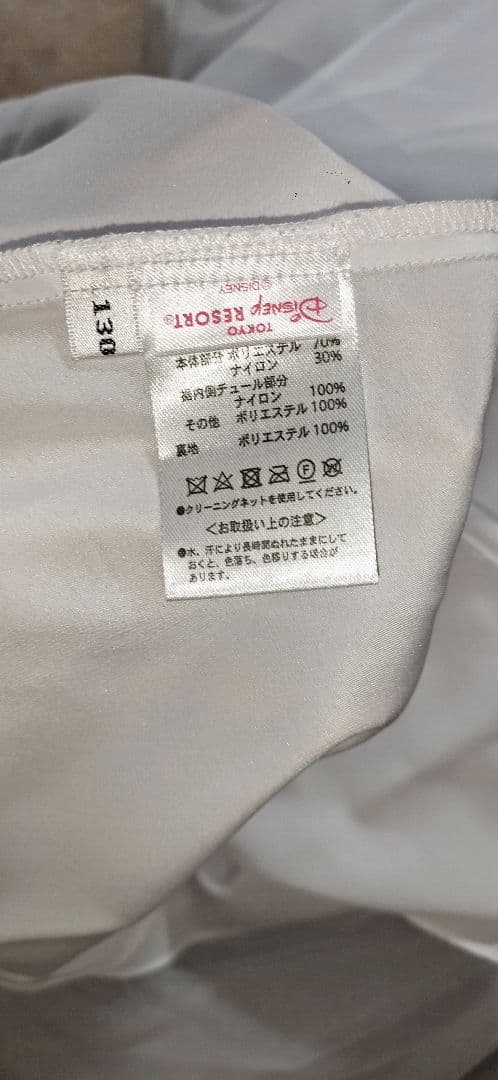 130
©DISNEY
Disney RESORT®
TOKYO
本体部分 ポリエステル 70%
ナイロン 30%
裾内側チュール部分
ナイロン 100%
その他 ポリエステル 100%
裏地 ポリエステル 100%
●クリーニングネットを使用してください。
＜お取扱い上の注意＞
●水、汗により長時間ぬれたままにして
おくと、色落ち、色移りする場合が
あります。